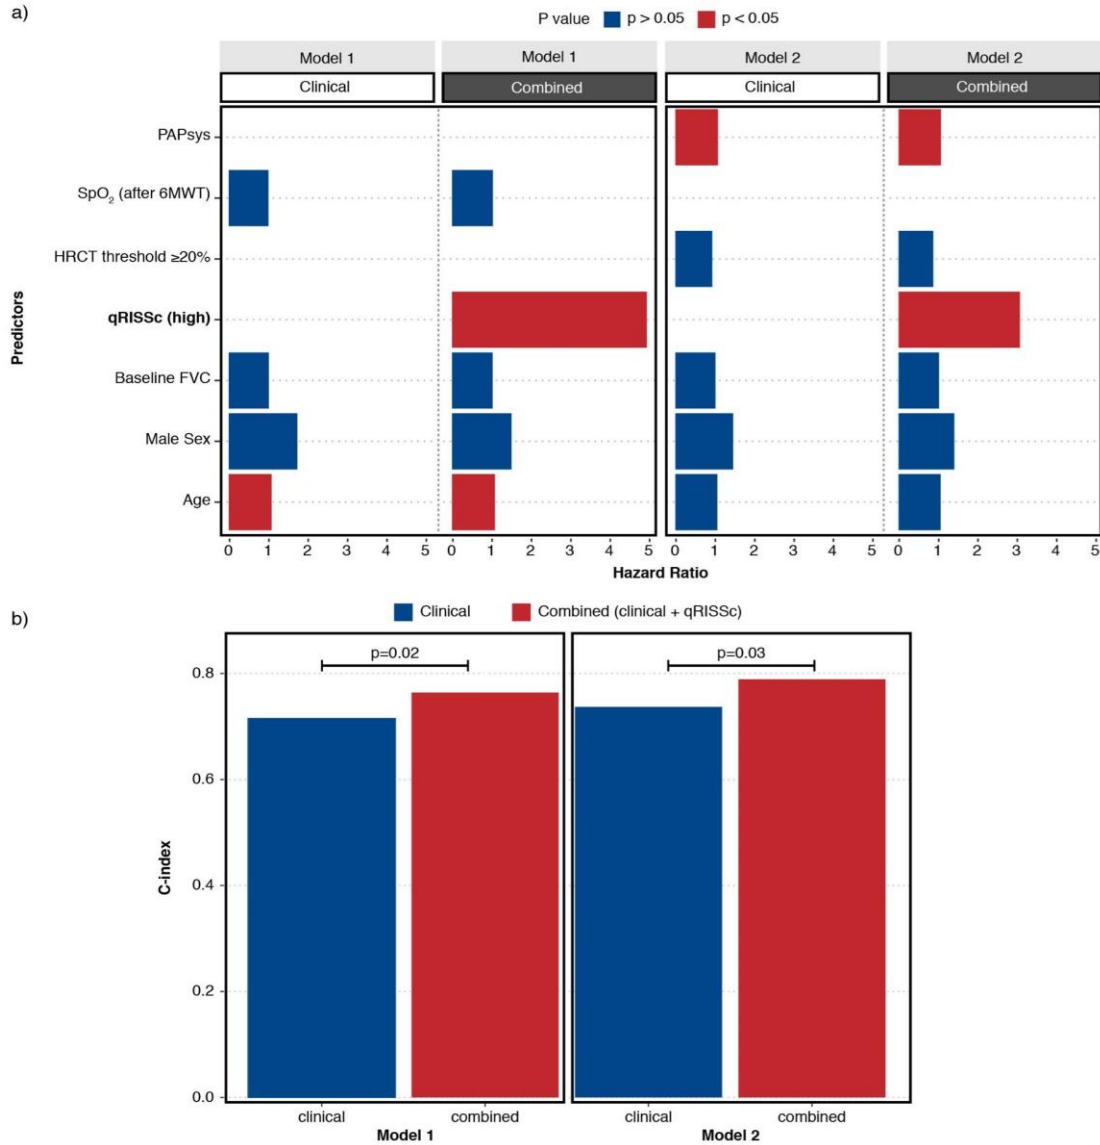 a)
P value p > 0.05 p < 0.05
Model 1 Model 1 Model 2 Model 2
Clinical Combined Clinical Combined
Predictors
PAPsys
SpO₂ (after 6MWT)
HRCT threshold ≥20%
qRISSc (high)
Baseline FVC
Male Sex
Age
0 1 2 3 4 5 0 1 2 3 4 5 0 1 2 3 4 5 0 1 2 3 4 5
Hazard Ratio
b)
Clinical Combined (clinical + qRISSc)
p=0.02 p=0.03
C-index
0.8
0.6
0.4
0.2
0.0
clinical combined clinical combined
Model 1 Model 2